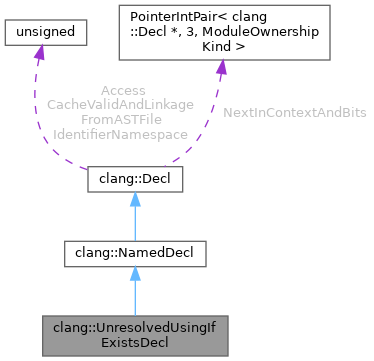 unsigned
PointerIntPair< clang
::Decl *, 3, ModuleOwnership
Kind >
Access
CacheValidAndLinkage
FromASTFile
IdentifierNamespace
NextInContextAndBits
clang::Decl
clang::NamedDecl
clang::UnresolvedUsingIf
ExistsDecl